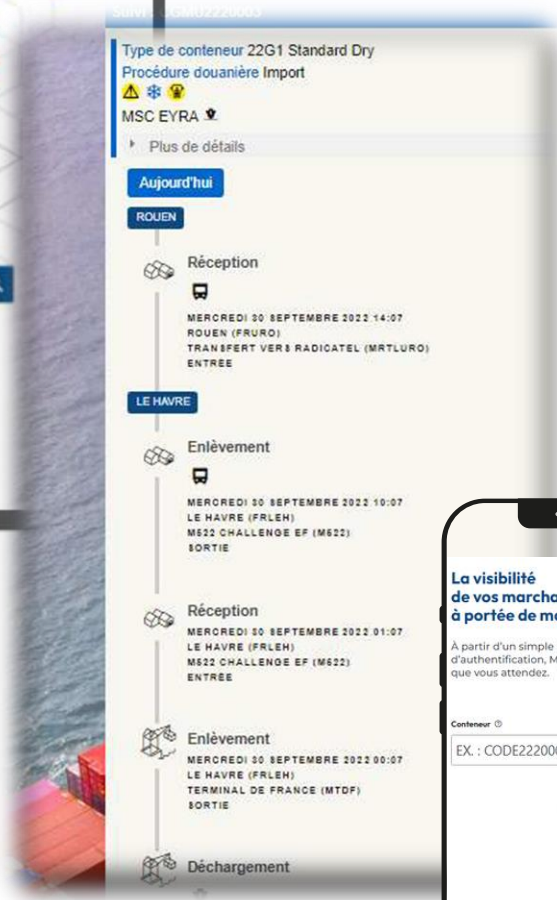 Suivi : CGMU2220003
Type de conteneur 22G1 Standard Dry
Procédure douanière Import
MSC EYRA
Plus de détails
Aujourd'hui
ROUEN
Réception
MERCREDI 30 SEPTEMBRE 2022 14:07
ROUEN (FRURO)
TRANSFERT VERS RADICATEL (MRTLURO)
ENTRÉE
LE HAVRE
Enlèvement
MERCREDI 30 SEPTEMBRE 2022 10:07
LE HAVRE (FRLEH)
M522 CHALLENGE EF (M522)
SORTIE
Réception
MERCREDI 30 SEPTEMBRE 2022 01:07
LE HAVRE (FRLEH)
M522 CHALLENGE EF (M522)
ENTRÉE
Enlèvement
MERCREDI 30 SEPTEMBRE 2022 00:07
LE HAVRE (FRLEH)
TERMINAL DE FRANCE (MTDF)
SORTIE
Déchargement
La visibilité
de vos marcha
à portée de m
À partir d'un simple
d'authentification, M
que vous attendez.
Conteneur
EX. : CODE22200